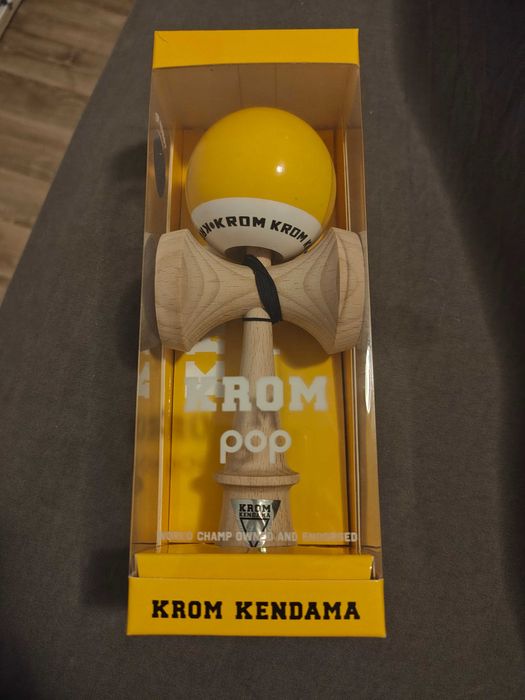 KROM KROM
KROM
pop
KROM
KENDAMA
WORLD CHAMP OWNED AND ENDORSED
KROM KENDAMA